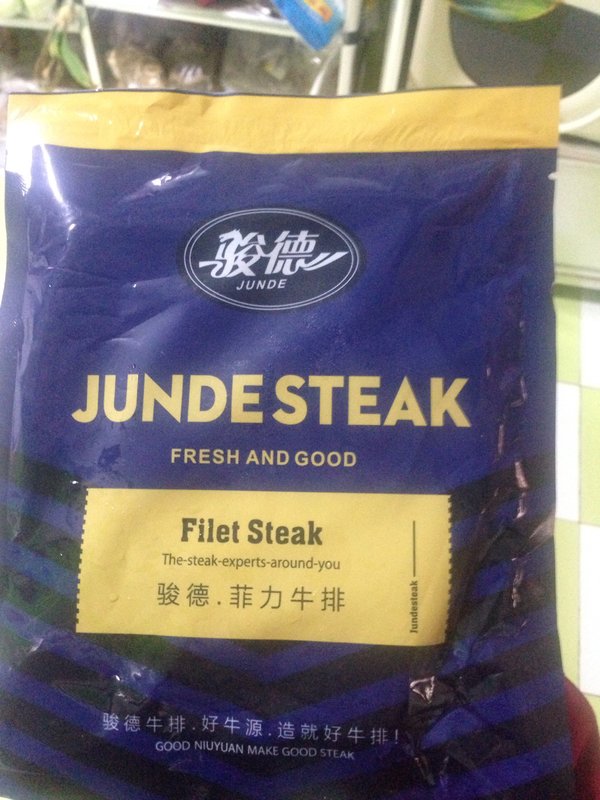 骏德
JUNDE
JUNDE STEAK
FRESH AND GOOD
Filet Steak
The-steak-experts-around-you
骏德.菲力牛排
Jundesteak
骏德牛排.好牛源.造就好牛排!
GOOD NIUYUAN MAKE GOOD STEAK